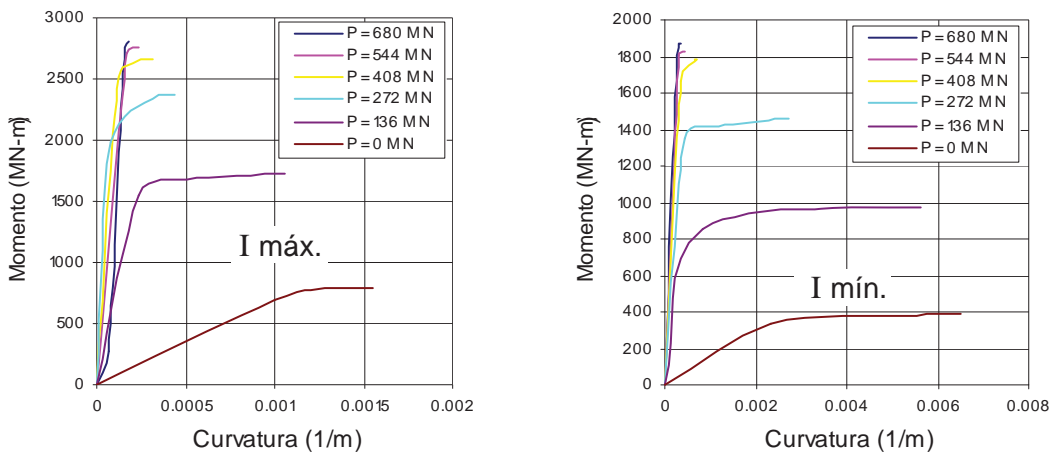 3000
2500
2000
1500
1000
500
0
Momento (MN-m)
P = 680 MN
P = 544 MN
P = 408 MN
P = 272 MN
P = 136 MN
P = 0 MN
I máx.
0 0.0005 0.001 0.0015 0.002
Curvatura (1/m)
2000
1800
1600
1400
1200
1000
800
600
400
200
0
Momento (MN-m)
P = 680 MN
P = 544 MN
P = 408 MN
P = 272 MN
P = 136 MN
P = 0 MN
I mín.
0 0.002 0.004 0.006 0.008
Curvatura (1/m)